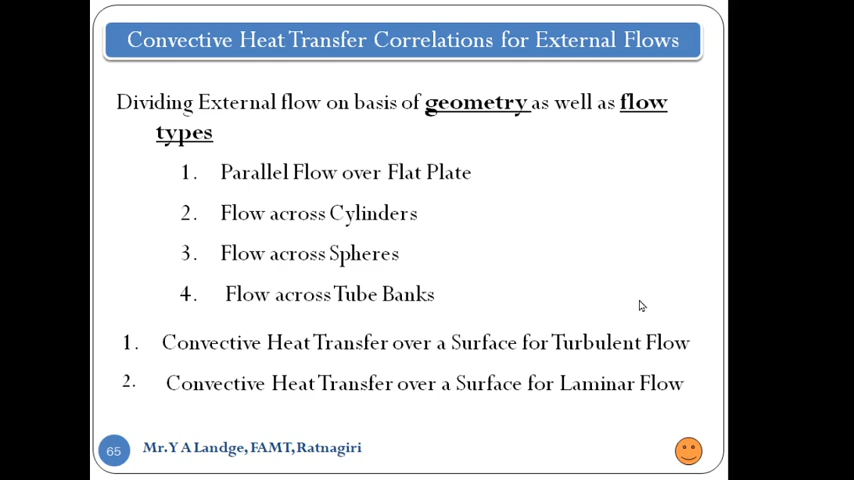 Convective Heat Transfer Correlations for External Flows
Dividing External flow on basis of geometry as well as flow
types
1. Parallel Flow over Flat Plate
2. Flow across Cylinders
3. Flow across Spheres
4. Flow across Tube Banks
1. Convective Heat Transfer over a Surface for Turbulent Flow
2. Convective Heat Transfer over a Surface for Laminar Flow
65 Mr.Y A Landge, FAMT, Ratnagiri